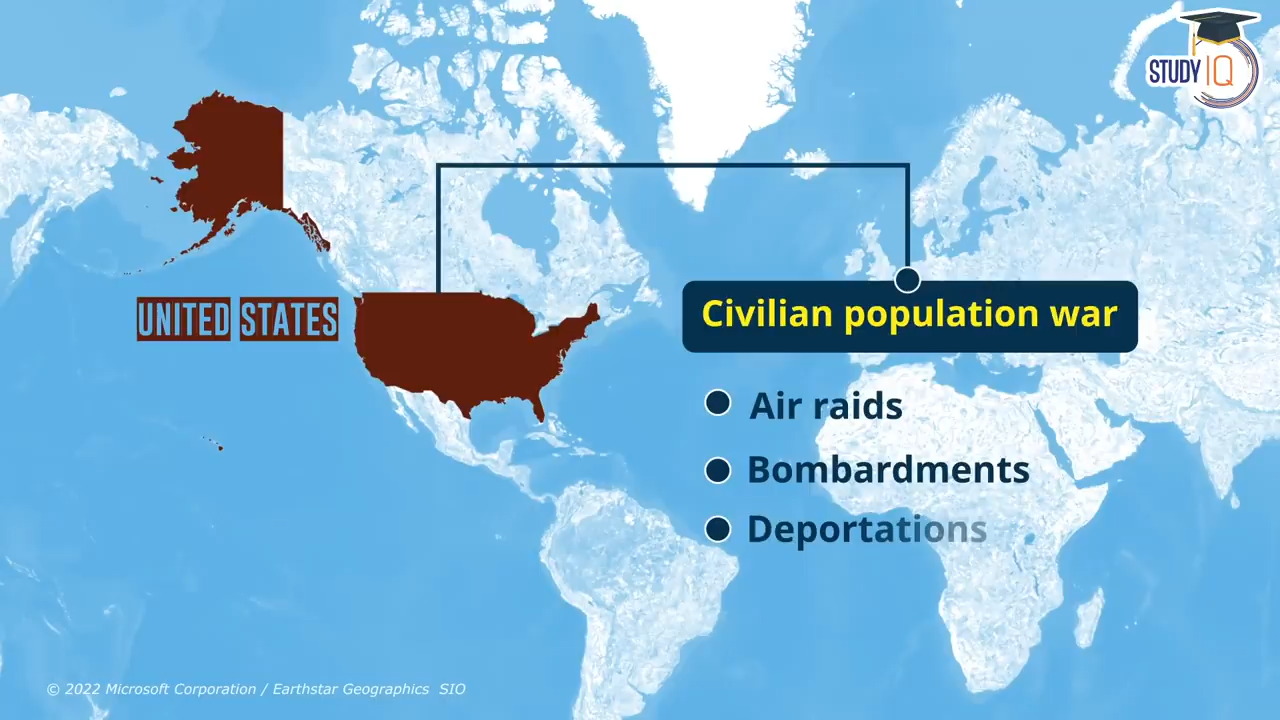 STUDY IQ
UNITED STATES
Civilian population war
Air raids
Bombardments
Deportations
© 2022 Microsoft Corporation / Earthstar Geographics SIO